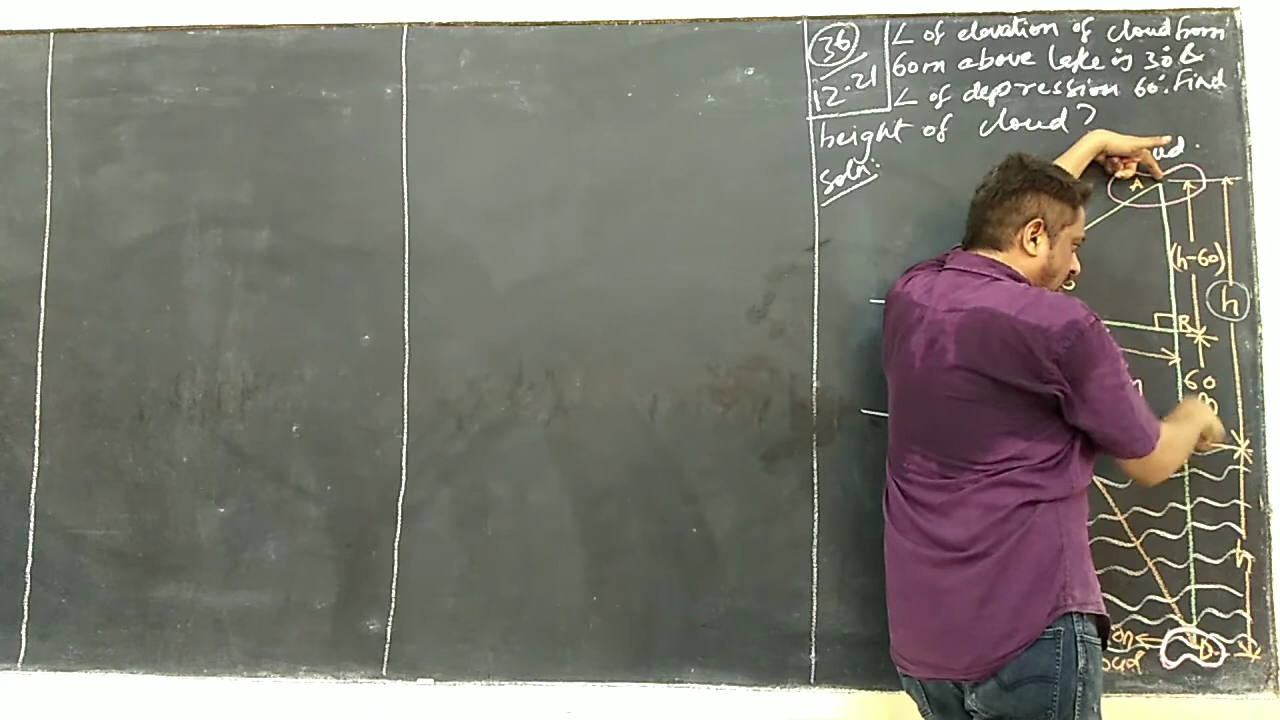 36
12.21
∠ of elevation of cloud from
60m above lake is 30° &
∠ of depression 60°. Find
height of cloud?
Soln:
A
(h-60)
h
B
60
m
h
D